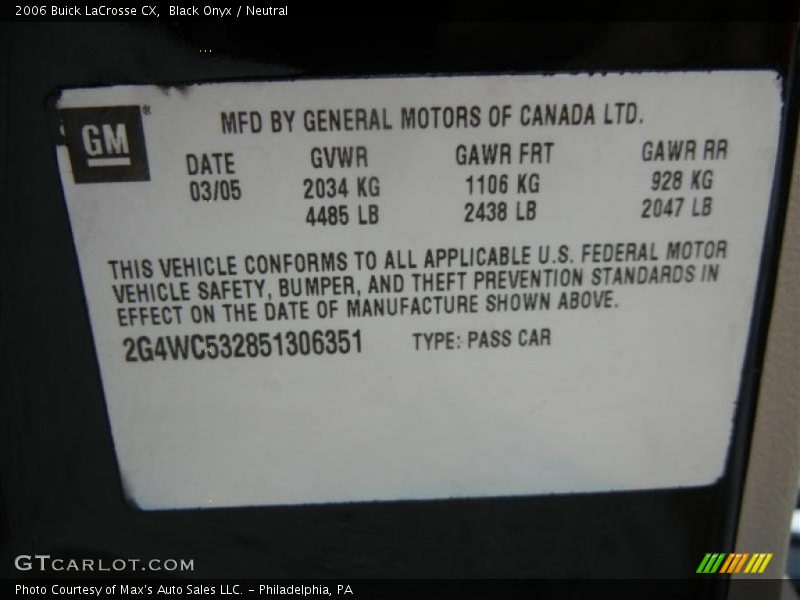 2006 Buick LaCrosse CX,  Black Onyx / Neutral
GM ®
MFD BY GENERAL MOTORS OF CANADA LTD.
DATE GVWR GAWR FRT GAWR RR
03/05 2034 KG 1106 KG 928 KG
4485 LB 2438 LB 2047 LB
THIS VEHICLE CONFORMS TO ALL APPLICABLE U.S. FEDERAL MOTOR
VEHICLE SAFETY, BUMPER, AND THEFT PREVENTION STANDARDS IN
EFFECT ON THE DATE OF MANUFACTURE SHOWN ABOVE.
2G4WC532851306351 TYPE: PASS CAR
GTCARLOT.COM
Photo Courtesy of Max's Auto Sales LLC. - Philadelphia, PA